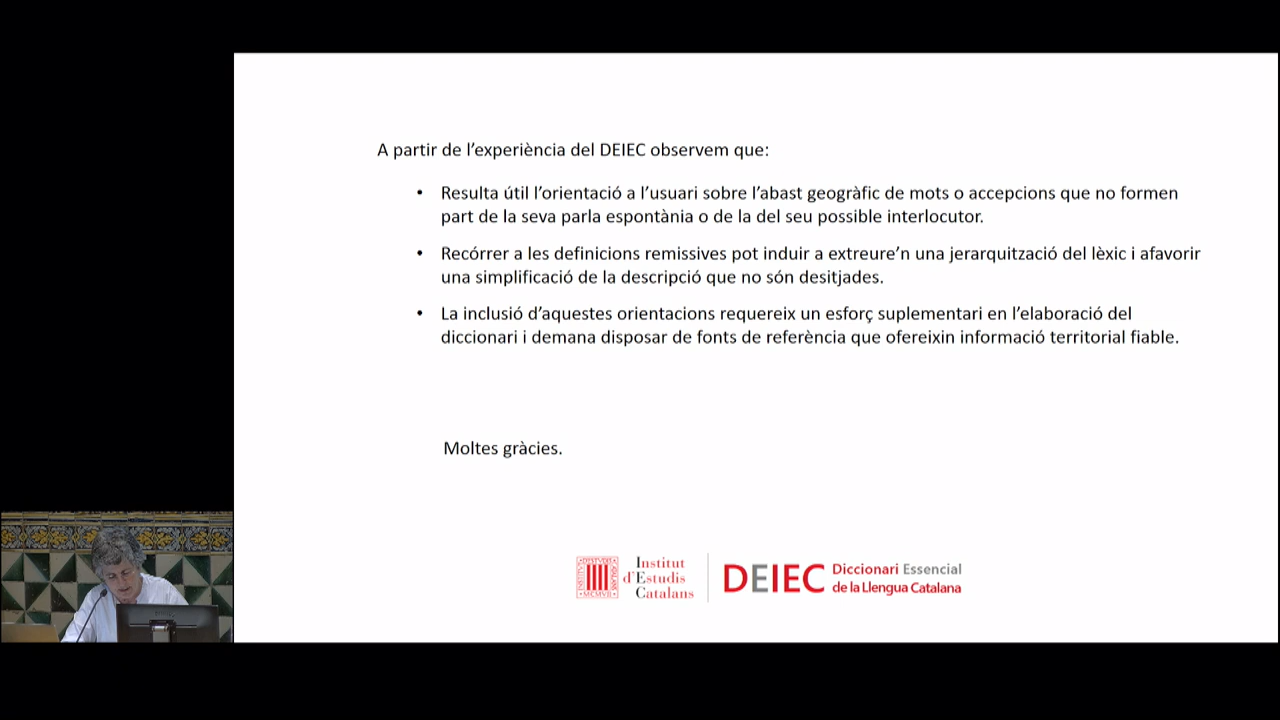 A partir de l'experiència del DEIEC observem que:
• Resulta útil l'orientació a l'usuari sobre l'abast geogràfic de mots o accepcions que no formen
part de la seva parla espontània o de la del seu possible interlocutor.
• Recórrer a les definicions remissives pot induir a extreure'n una jerarquització del lèxic i afavorir
una simplificació de la descripció que no són desitjades.
• La inclusió d'aquestes orientacions requereix un esforç suplementari en l'elaboració del
diccionari i demana disposar de fonts de referència que ofereixin informació territorial fiable.
Moltes gràcies.
Institut
d'Estudis
Catalans
DEIEC
Diccionari Essencial
de la Llengua Catalana